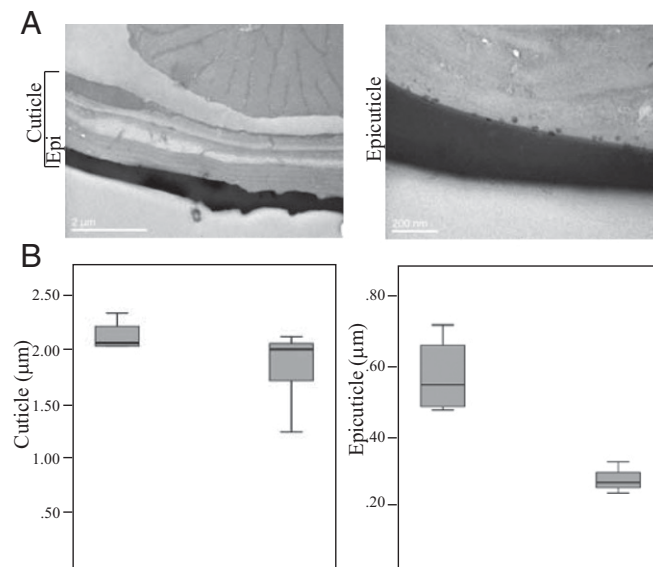 A
Cuticle
Epi
2 µm
Epicuticle
200 nm
B
Cuticle (µm)
2.50
2.00
1.50
1.00
.50
Epicuticle (µm)
.80
.60
.40
.20